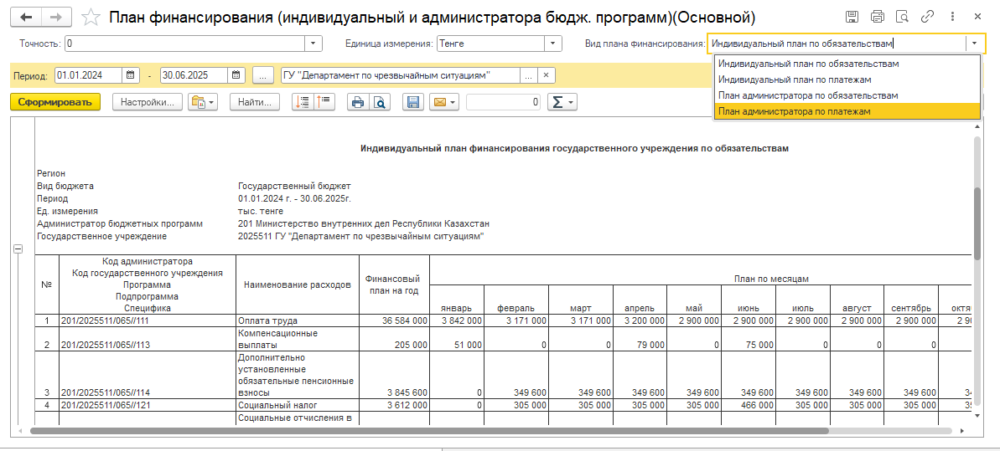 План финансирования (индивидуальный и администратора бюдж. программ)(Основной)
Точность: 0 Единица измерения: Тенге Вид плана финансирования: Индивидуальный план по обязательствам
Индивидуальный план по обязательствам
Индивидуальный план по платежам
План администратора по обязательствам
План администратора по платежам
Период: 01.01.2024 - 30.06.2025 ... ГУ "Департамент по чрезвычайным ситуациям" ... ×
Сформировать Настройки... Найти... 0 Σ
Индивидуальный план финансирования государственного учреждения по обязательствам
Регион
Вид бюджета Государственный бюджет
Период 01.01.2024 г. - 30.06.2025г.
Ед. измерения тыс. тенге
Администратор бюджетных программ 201 Министерство внутренних дел Республики Казахстан
Государственное учреждение 2025511 ГУ "Департамент по чрезвычайным ситуациям"
№
Код администратора
Код государственного учреждения
Программа
Подпрограмма
Специфика
Наименование расходов
Финансовый
план на год
План по месяцам
январь февраль март апрель май июнь июль август сентябрь
1 201/2025511/065//111 Оплата труда 36 584 000 3 842 000 3 171 000 3 171 000 3 200 000 2 900 000 2 900 000 2 900 000 2 900 000 2 900 000
Компенсационные
2 201/2025511/065//113 выплаты 205 000 51 000 0 0 79 000 0 75 000 0 0 0
Дополнительно
установленные
обязательные пенсионные
3 201/2025511/065//114 взносы 3 845 600 0 349 600 349 600 349 600 349 600 349 600 349 600 349 600 349 600
4 201/2025511/065//121 Социальный налог 3 612 000 0 305 000 305 000 305 000 305 000 466 000 305 000 305 000 305 000
Социальные отчисления в